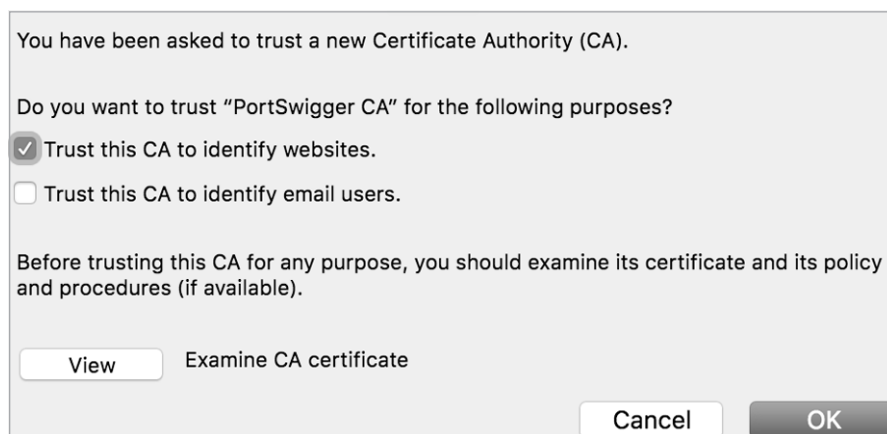 You have been asked to trust a new Certificate Authority (CA).
Do you want to trust “PortSwigger CA” for the following purposes?
Trust this CA to identify websites.
Trust this CA to identify email users.
Before trusting this CA for any purpose, you should examine its certificate and its policy
and procedures (if available).
View Examine CA certificate
Cancel OK